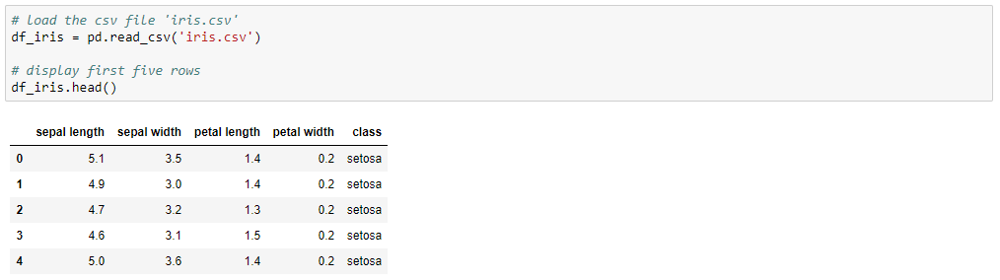 # load the csv file 'iris.csv'
df_iris = pd.read_csv('iris.csv')
# display first five rows
df_iris.head()
sepal length sepal width petal length petal width class
0 5.1 3.5 1.4 0.2 setosa
1 4.9 3.0 1.4 0.2 setosa
2 4.7 3.2 1.3 0.2 setosa
3 4.6 3.1 1.5 0.2 setosa
4 5.0 3.6 1.4 0.2 setosa